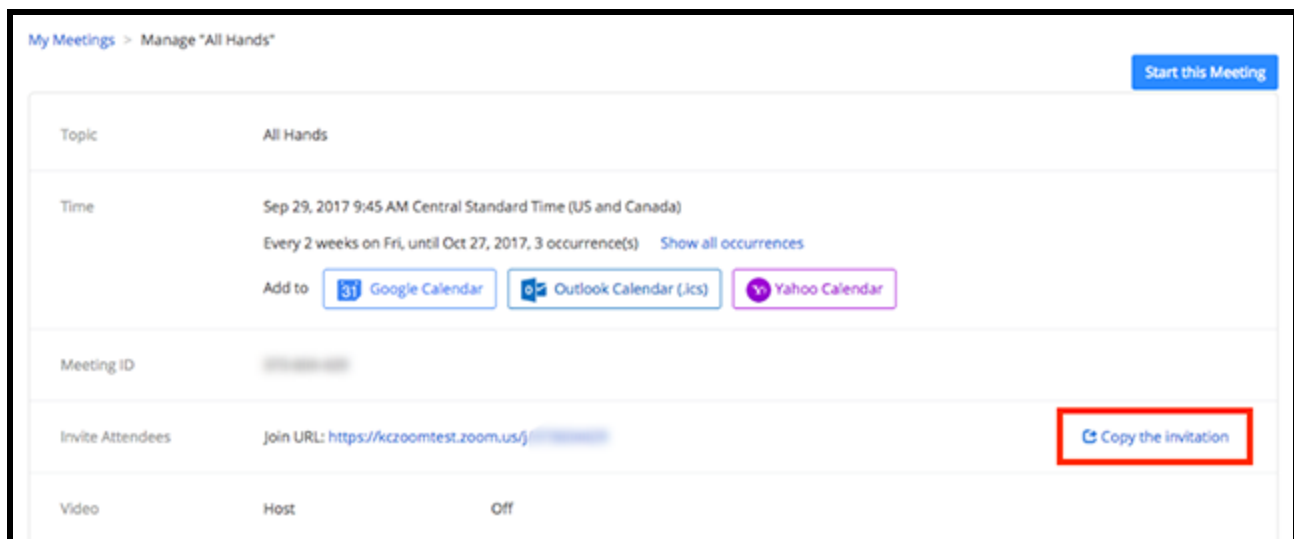 My Meetings > Manage "All Hands"
Start this Meeting
Topic All Hands
Time Sep 29, 2017 9:45 AM Central Standard Time (US and Canada)
Every 2 weeks on Fri, until Oct 27, 2017, 3 occurrence(s) Show all occurrences
Add to 31 Google Calendar Outlook Calendar (.ics) Yahoo Calendar
Meeting ID
Invite Attendees Join URL: https://kczoomtest.zoom.us/j Copy the invitation
Video Host Off